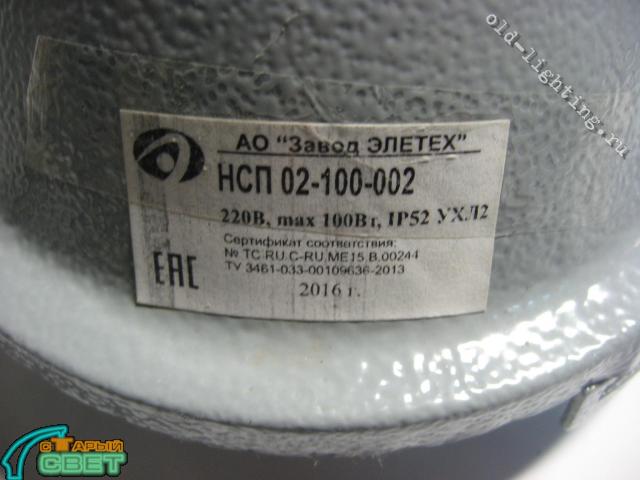 old-lighting.ru
АО "Завод ЭЛЕТЕХ"
НСП 02-100-002
220В, max 100Вт, IP52 УХЛ2
Сертификат соответствия:
№ ТС RU C-RU.ME15.B.00244
ТУ 3461-033-00109636-2013
EAC
2016 г.
СТАРЫЙ
СВЕТ